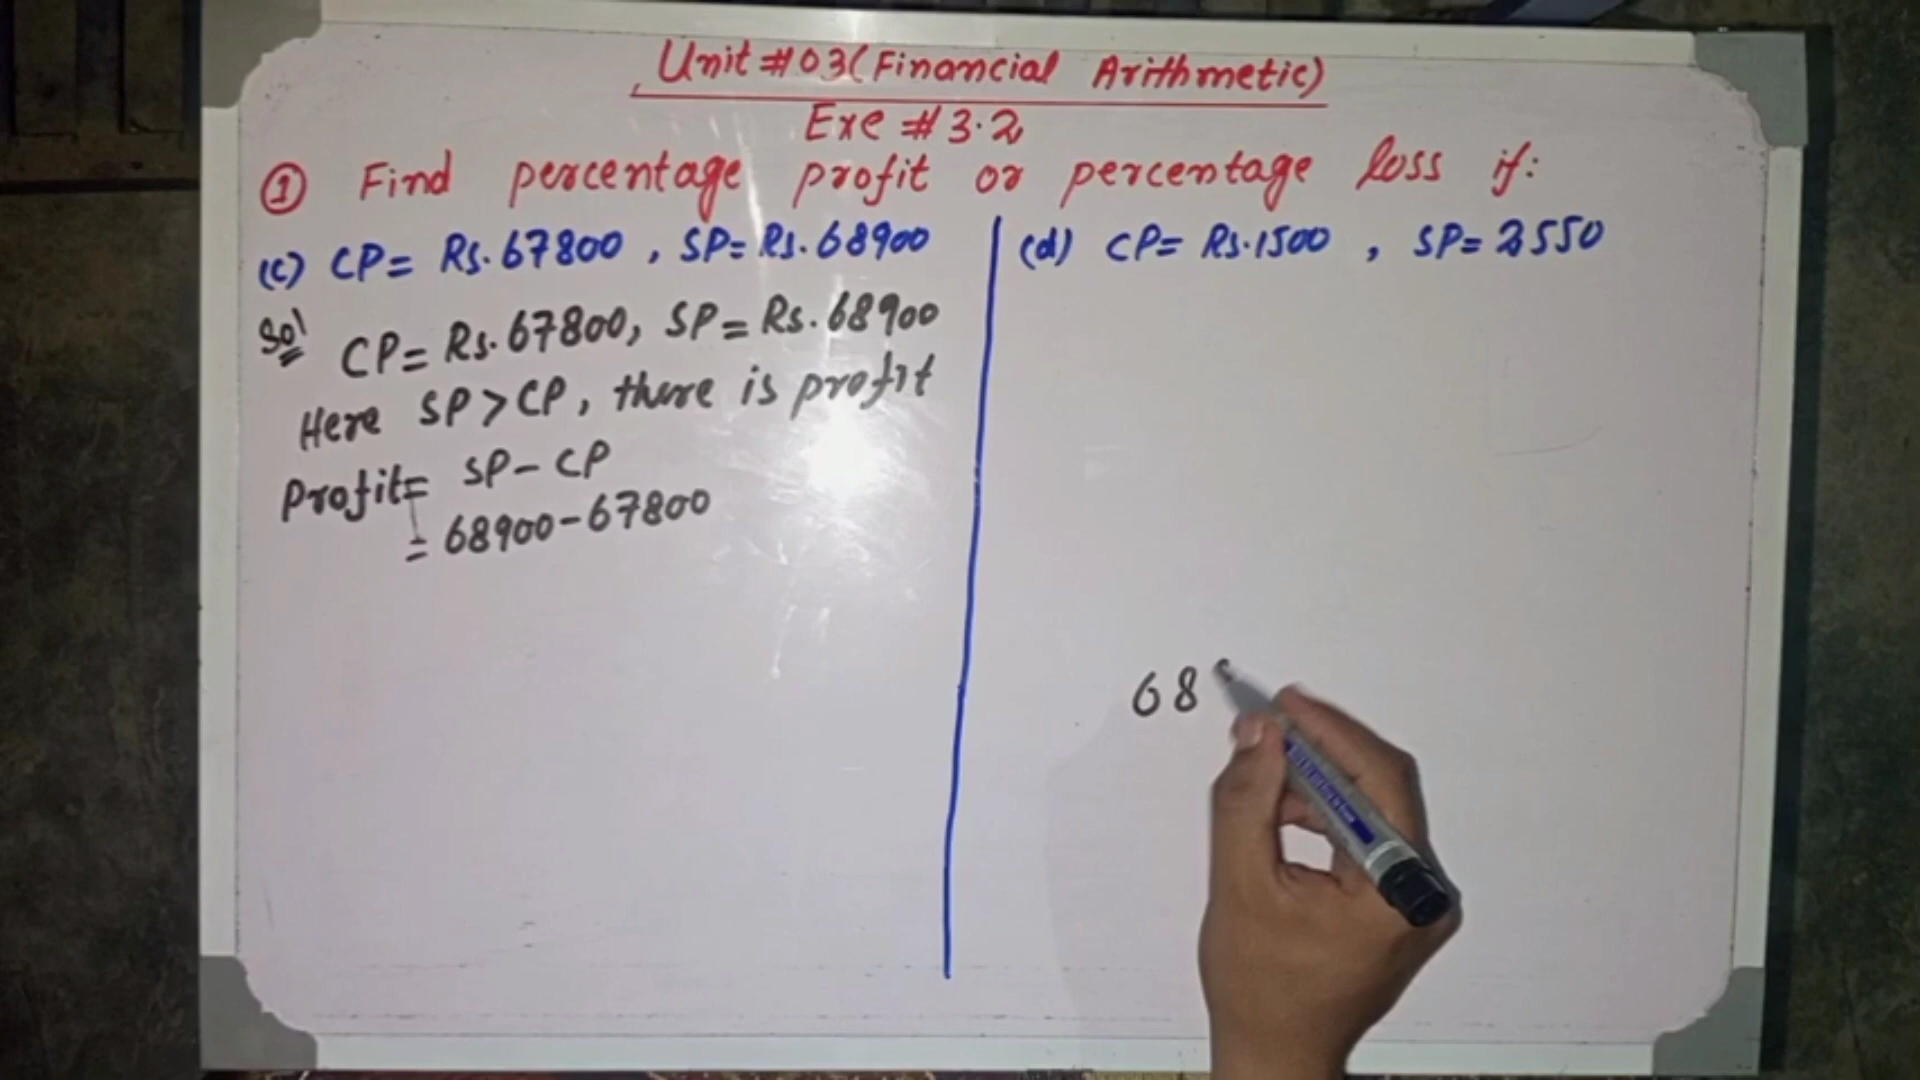 Unit #03(Financial Arithmetic)
Exe #3.2
① Find percentage profit or percentage loss if:
(c) CP= Rs.67800 , SP= Rs.68900
Sol
CP= Rs.67800, SP= Rs.68900
Here SP>CP, there is profit
Profit= SP-CP
= 68900-67800
(d) CP= Rs.1500 , SP= 2550
68